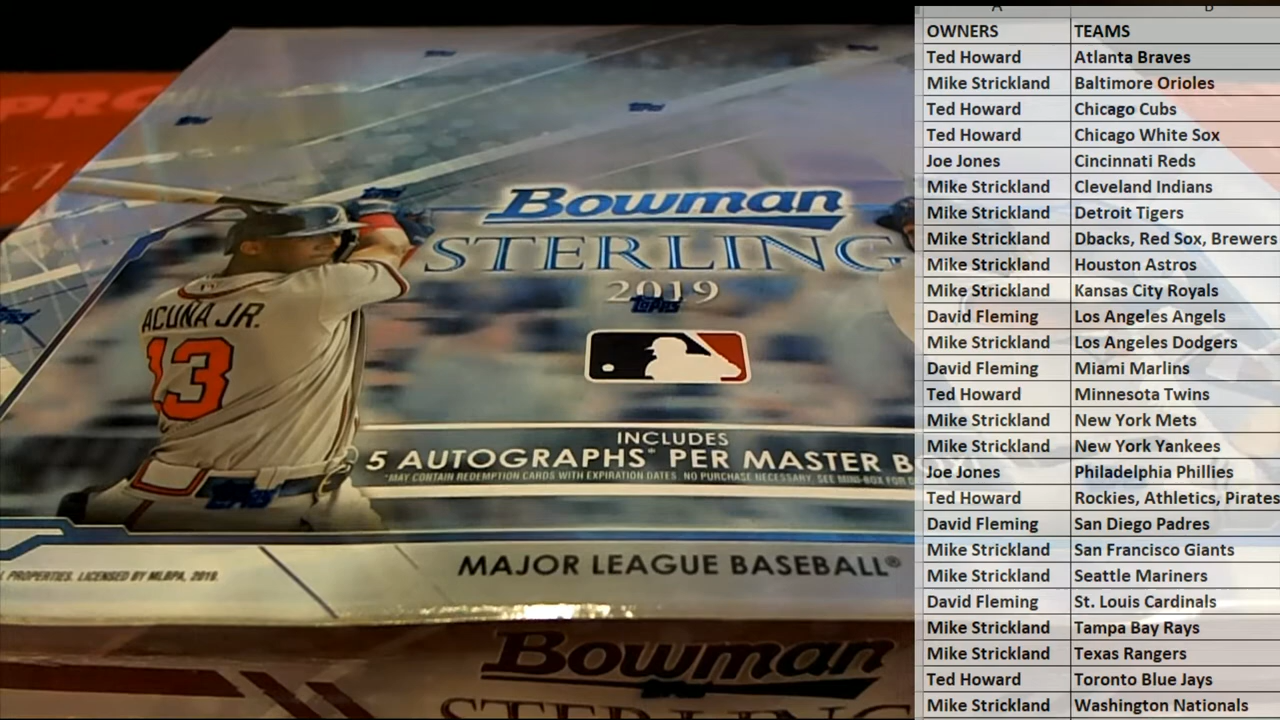 PRO
ACUÑA JR.
13
Bowman
STERLING
2019
Topps
INCLUDES
5 AUTOGRAPHS* PER MASTER B
*MAY CONTAIN REDEMPTION CARDS WITH EXPIRATION DATES. NO PURCHASE NECESSARY. SEE MINI-BOX FOR
PROPERTIES. LICENSED BY MLBPA, 2019.
MAJOR LEAGUE BASEBALL®
Bowman
STERLING
A B
OWNERS TEAMS
Ted Howard Atlanta Braves
Mike Strickland Baltimore Orioles
Ted Howard Chicago Cubs
Ted Howard Chicago White Sox
Joe Jones Cincinnati Reds
Mike Strickland Cleveland Indians
Mike Strickland Detroit Tigers
Mike Strickland Dbacks, Red Sox, Brewers
Mike Strickland Houston Astros
Mike Strickland Kansas City Royals
David Fleming Los Angeles Angels
Mike Strickland Los Angeles Dodgers
David Fleming Miami Marlins
Ted Howard Minnesota Twins
Mike Strickland New York Mets
Mike Strickland New York Yankees
Joe Jones Philadelphia Phillies
Ted Howard Rockies, Athletics, Pirates
David Fleming San Diego Padres
Mike Strickland San Francisco Giants
Mike Strickland Seattle Mariners
David Fleming St. Louis Cardinals
Mike Strickland Tampa Bay Rays
Mike Strickland Texas Rangers
Ted Howard Toronto Blue Jays
Mike Strickland Washington Nationals